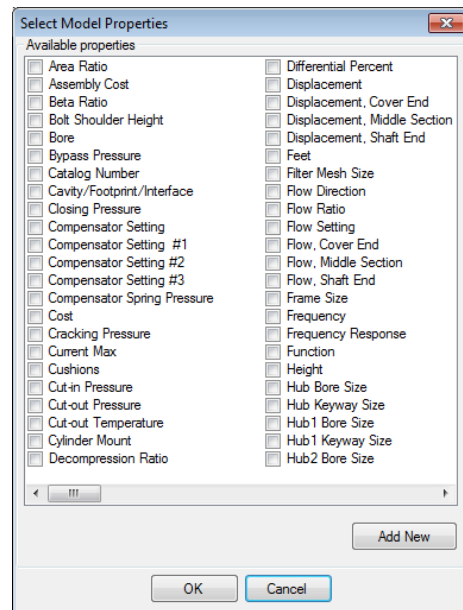 Select Model Properties
Available properties
Area Ratio
Assembly Cost
Beta Ratio
Bolt Shoulder Height
Bore
Bypass Pressure
Catalog Number
Cavity/Footprint/Interface
Closing Pressure
Compensator Setting
Compensator Setting #1
Compensator Setting #2
Compensator Setting #3
Compensator Spring Pressure
Cost
Cracking Pressure
Current Max
Cushions
Cut-in Pressure
Cut-out Pressure
Cut-out Temperature
Cylinder Mount
Decompression Ratio
Differential Percent
Displacement
Displacement, Cover End
Displacement, Middle Section
Displacement, Shaft End
Feet
Filter Mesh Size
Flow Direction
Flow Ratio
Flow Setting
Flow, Cover End
Flow, Middle Section
Flow, Shaft End
Frame Size
Frequency
Frequency Response
Function
Height
Hub Bore Size
Hub Keyway Size
Hub1 Bore Size
Hub1 Keyway Size
Hub2 Bore Size
Add New
OK
Cancel